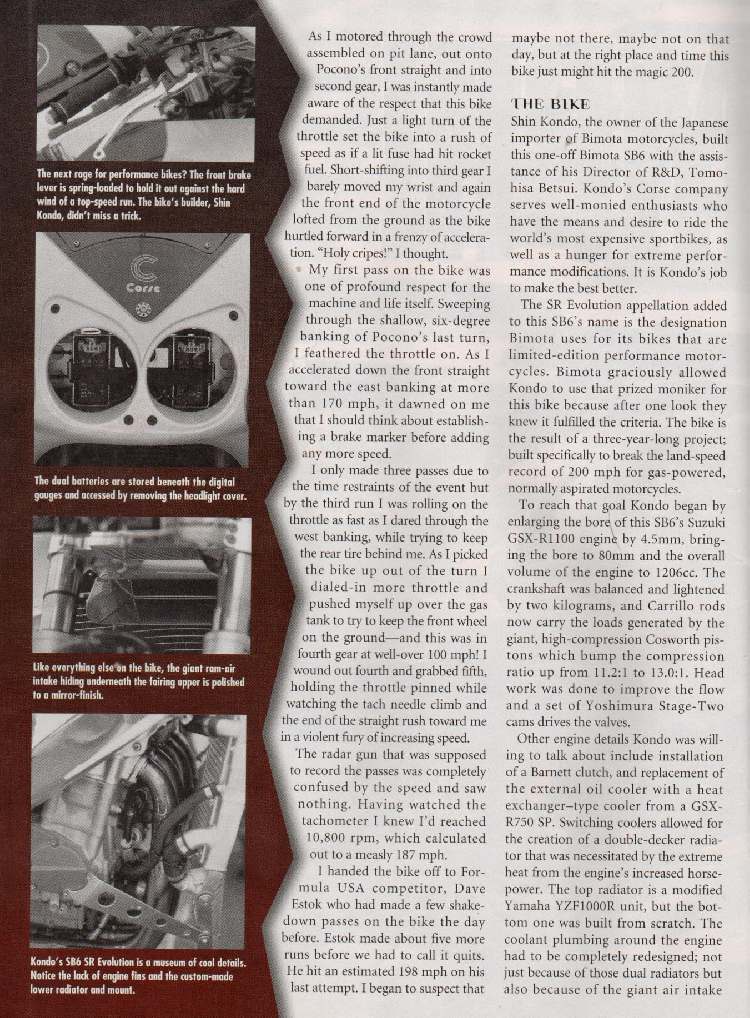 The next rage for performance bikes? The front brake
lever is spring-loaded to hold it out against the hard
wind of a top-speed run. The bike's builder, Shin
Kondo, didn't miss a trick.
C
Corse
The dual batteries are stored beneath the digital
gauges and accessed by removing the headlight cover.
Like everything else on the bike, the giant ram-air
intake hiding underneath the fairing upper is polished
to a mirror-finish.
Kondo's SB6 SR Evolution is a museum of cool details.
Notice the lack of engine fins and the custom-made
lower radiator and mount.
As I motored through the crowd
assembled on pit lane, out onto
Pocono's front straight and into
second gear, I was instantly made
aware of the respect that this bike
demanded. Just a light turn of the
throttle set the bike into a rush of
speed as if a lit fuse had hit rocket
fuel. Short-shifting into third gear I
barely moved my wrist and again
the front end of the motorcycle
lofted from the ground as the bike
hurtled forward in a frenzy of accelera-
tion. "Holy cripes!" I thought.
My first pass on the bike was
one of profound respect for the
machine and life itself. Sweeping
through the shallow, six-degree
banking of Pocono's last turn,
I feathered the throttle on. As I
accelerated down the front straight
toward the east banking at more
than 170 mph, it dawned on me
that I should think about establish-
ing a brake marker before adding
any more speed.
I only made three passes due to
the time restraints of the event but
by the third run I was rolling on the
throttle as fast as I dared through the
west banking, while trying to keep
the rear tire behind me. As I picked
the bike up out of the turn I
dialed-in more throttle and
pushed myself up over the gas
tank to try to keep the front wheel
on the ground—and this was in
fourth gear at well-over 100 mph! I
wound out fourth and grabbed fifth,
holding the throttle pinned while
watching the tach needle climb and
the end of the straight rush toward me
in a violent fury of increasing speed.
The radar gun that was supposed
to record the passes was completely
confused by the speed and saw
nothing. Having watched the
tachometer I knew I'd reached
10,800 rpm, which calculated
out to a measly 187 mph.
I handed the bike off to For-
mula USA competitor, Dave
Estok who had made a few shake-
down passes on the bike the day
before. Estok made about five more
runs before we had to call it quits.
He hit an estimated 198 mph on his
last attempt. I began to suspect that
maybe not there, maybe not on that
day, but at the right place and time this
bike just might hit the magic 200.
THE BIKE
Shin Kondo, the owner of the Japanese
importer of Bimota motorcycles, built
this one-off Bimota SB6 with the assis-
tance of his Director of R&D, Tomo-
hisa Betsui. Kondo's Corse company
serves well-monied enthusiasts who
have the means and desire to ride the
world's most expensive sportbikes, as
well as a hunger for extreme perfor-
mance modifications. It is Kondo's job
to make the best better.
The SR Evolution appellation added
to this SB6's name is the designation
Bimota uses for its bikes that are
limited-edition performance motor-
cycles. Bimota graciously allowed
Kondo to use that prized moniker for
this bike because after one look they
knew it fulfilled the criteria. The bike is
the result of a three-year-long project;
built specifically to break the land-speed
record of 200 mph for gas-powered,
normally aspirated motorcycles.
To reach that goal Kondo began by
enlarging the bore of this SB6's Suzuki
GSX-R1100 engine by 4.5mm, bring-
ing the bore to 80mm and the overall
volume of the engine to 1206cc. The
crankshaft was balanced and lightened
by two kilograms, and Carrillo rods
now carry the loads generated by the
giant, high-compression Cosworth pis-
tons which bump the compression
ratio up from 11.2:1 to 13.0:1. Head
work was done to improve the flow
and a set of Yoshimura Stage-Two
cams drives the valves.
Other engine details Kondo was will-
ing to talk about include installation
of a Barnett clutch, and replacement of
the external oil cooler with a heat
exchanger–type cooler from a GSX-
R750 SP. Switching coolers allowed for
the creation of a double-decker radia-
tor that was necessitated by the extreme
heat from the engine's increased horse-
power. The top radiator is a modified
Yamaha YZF1000R unit, but the bot-
tom one was built from scratch. The
coolant plumbing around the engine
had to be completely redesigned; not
just because of those dual radiators but
also because of the giant air intake